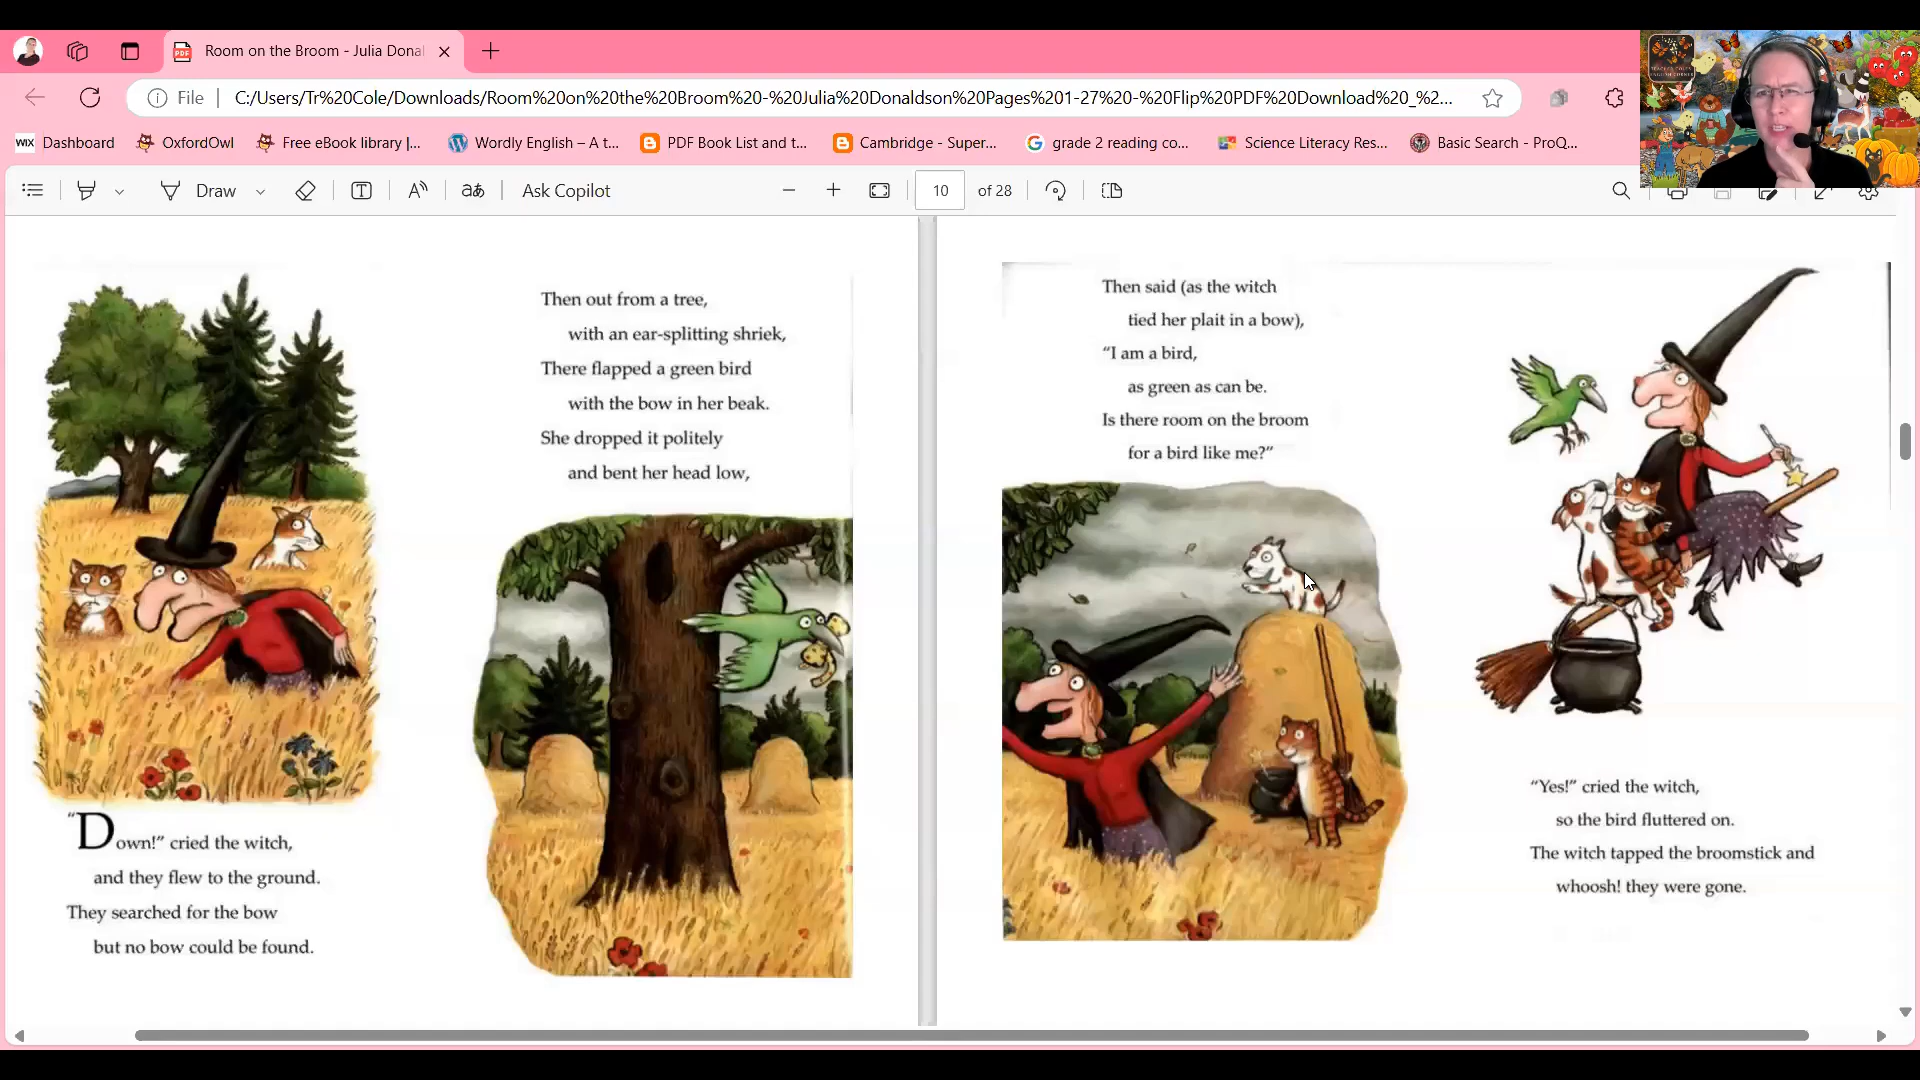 Room on the Broom - Julia Donal
File
C:/Users/Tr%20Cole/Downloads/Room%20on%20the%20Broom%20-%20Julia%20Donaldson%20Pages%201-27%20-%20Flip%20PDF%20Download%20_%2...
Dashboard
OxfordOwl
Free eBook library |...
Wordly English – A t...
PDF Book List and t...
Cambridge - Super...
grade 2 reading co...
Science Literacy Res...
Basic Search - ProQ...
Draw
Ask Copilot
10 of 28
"Down!" cried the witch,
and they flew to the ground.
They searched for the bow
but no bow could be found.
Then out from a tree,
with an ear-splitting shriek,
There flapped a green bird
with the bow in her beak.
She dropped it politely
and bent her head low,
Then said (as the witch
tied her plait in a bow),
"I am a bird,
as green as can be.
Is there room on the broom
for a bird like me?"
"Yes!" cried the witch,
so the bird fluttered on.
The witch tapped the broomstick and
whoosh! they were gone.